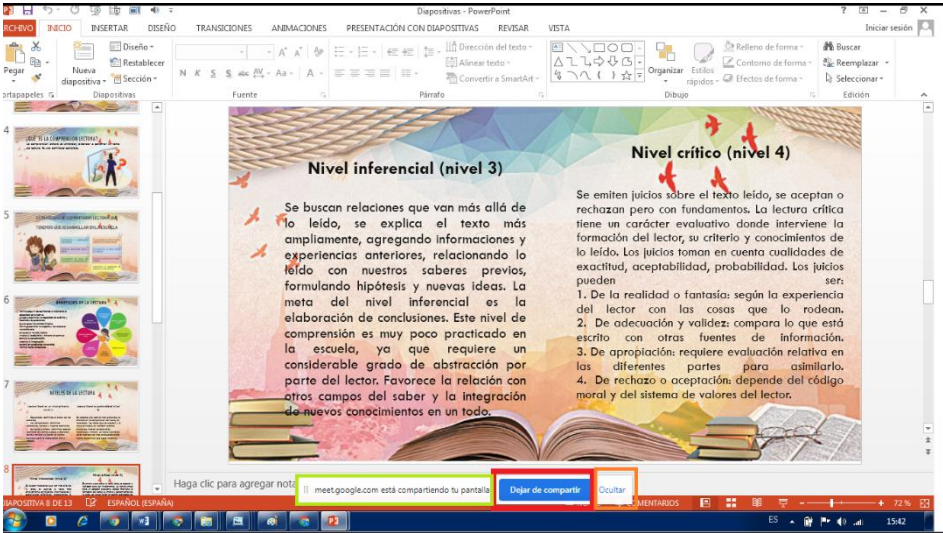 Diapositivas - PowerPoint
ARCHIVO INICIO INSERTAR DISEÑO TRANSICIONES ANIMACIONES PRESENTACIÓN CON DIAPOSITIVAS REVISAR VISTA Iniciar sesión
Pegar
Nueva diapositiva
Diseño
Restablecer
Sección
Dirección del texto
Alinear texto
Convertir a SmartArt
Organizar
Estilos rápidos
Relleno de forma
Contorno de forma
Efectos de forma
Buscar
Reemplazar
Seleccionar
Diapositivas Fuente Párrafo Dibujo Edición
4
5
6
7
NIVELES DE LA LECTURA
8
Nivel inferencial (nivel 3)
Se buscan relaciones que van más allá de
lo leído, se explica el texto más
ampliamente, agregando informaciones y
experiencias anteriores, relacionando lo
leído con nuestros saberes previos,
formulando hipótesis y nuevas ideas. La
meta del nivel inferencial es la
elaboración de conclusiones. Este nivel de
comprensión es muy poco practicado en
la escuela, ya que requiere un
considerable grado de abstracción por
parte del lector. Favorece la relación con
otros campos del saber y la integración
de nuevos conocimientos en un todo.
Nivel crítico (nivel 4)
Se emiten juicios sobre el texto leído, se aceptan o
rechazan pero con fundamentos. La lectura crítica
tiene un carácter evaluativo donde interviene la
formación del lector, su criterio y conocimientos de
lo leído. Los juicios toman en cuenta cualidades de
exactitud, aceptabilidad, probabilidad. Los juicios
pueden ser:
1. De la realidad o fantasía: según la experiencia
del lector con las cosas que lo rodean.
2. De adecuación y validez: compara lo que está
escrito con otras fuentes de información.
3. De apropiación: requiere evaluación relativa en
las diferentes partes para asimilarlo.
4. De rechazo o aceptación: depende del código
moral y del sistema de valores del lector.
Haga clic para agregar nota
meet.google.com está compartiendo tu pantalla
Dejar de compartir
Ocultar
DIAPOSITIVA 8 DE 13 ESPAÑOL (ESPAÑA) COMENTARIOS 72 %
ES 15:42